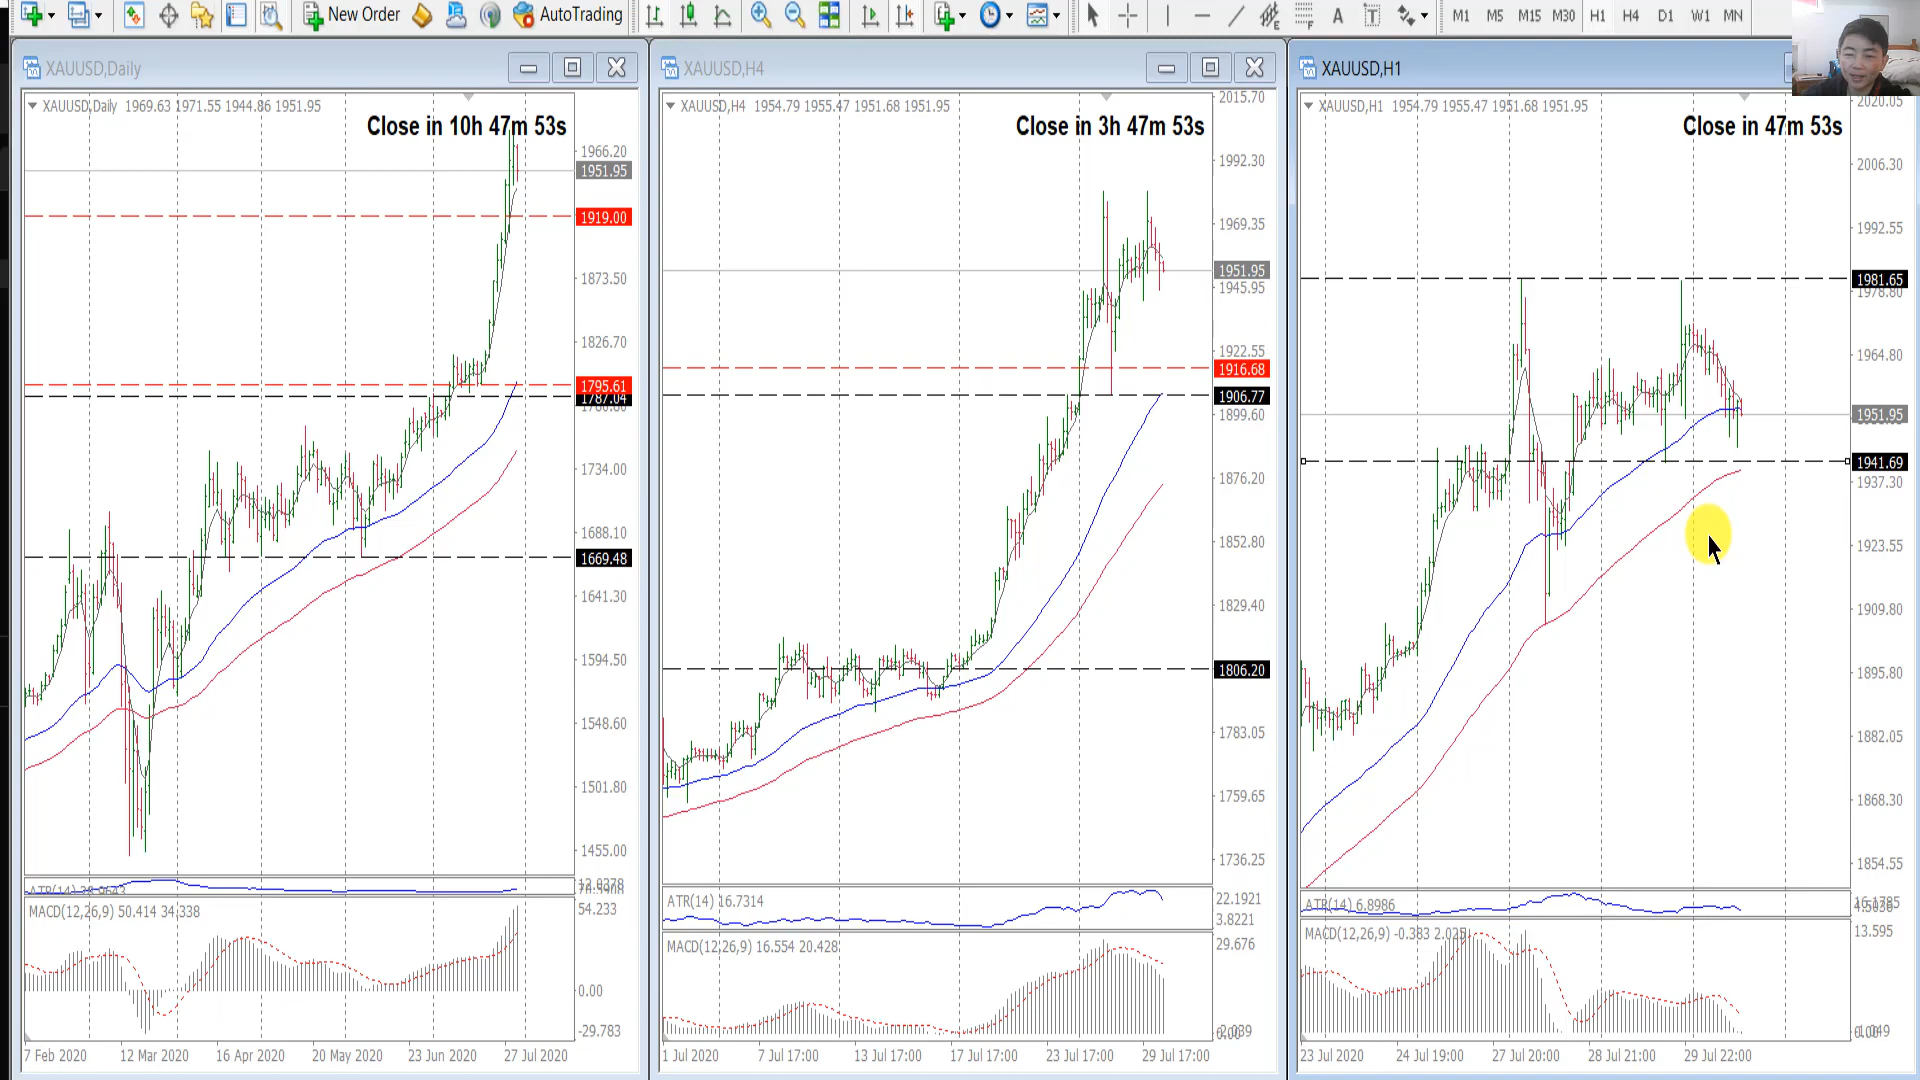 New Order AutoTrading M1 M5 M15 M30 H1 H4 D1 W1 MN
XAUUSD,Daily
XAUUSD,Daily 1969.63 1971.55 1944.86 1951.95
Close in 10h 47m 53s
1966.20
1951.95
1919.00
1873.50
1826.70
1795.61
1787.04
1734.00
1688.10
1669.48
1641.30
1594.50
1548.60
1501.80
1455.00
ATR(14)
MACD(12,26,9) 50.414 34.338
54.233
0.00
-29.783
7 Feb 2020 12 Mar 2020 16 Apr 2020 20 May 2020 23 Jun 2020 27 Jul 2020
XAUUSD,H4
XAUUSD,H4 1954.79 1955.47 1951.68 1951.95
Close in 3h 47m 53s
2015.70
1992.30
1969.35
1951.95
1945.95
1922.55
1916.68
1906.77
1899.60
1876.20
1852.80
1829.40
1806.20
1783.05
1759.65
1736.25
ATR(14) 16.7314
22.1921
3.8221
MACD(12,26,9) 16.554 20.428
29.676
1 Jul 2020 7 Jul 17:00 13 Jul 17:00 17 Jul 17:00 23 Jul 17:00 29 Jul 17:00
XAUUSD,H1
XAUUSD,H1 1954.79 1955.47 1951.68 1951.95
Close in 47m 53s
2020.05
2006.30
1992.55
1981.65
1978.80
1964.80
1951.95
1941.69
1937.30
1923.55
1909.80
1895.80
1882.05
1868.30
1854.55
ATR(14) 6.8986
MACD(12,26,9) -0.383 2.025
13.595
23 Jul 2020 24 Jul 19:00 27 Jul 20:00 28 Jul 21:00 29 Jul 22:00